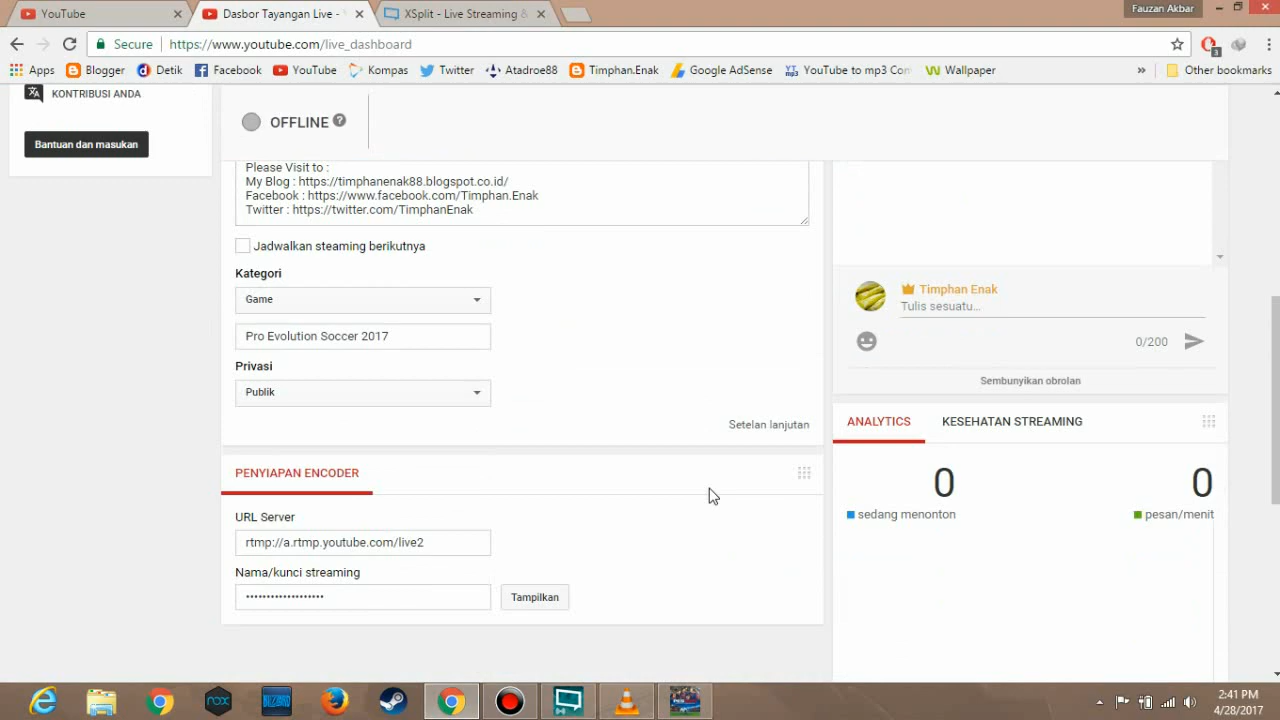 YouTube
Dasbor Tayangan Live -
XSplit - Live Streaming &
Fauzan Akbar
Secure
https://www.youtube.com/live_dashboard
3
Apps
Blogger
Detik
Facebook
YouTube
Kompas
Twitter
Atadroe88
Timphan.Enak
Google AdSense
YouTube to mp3 Con
Wallpaper
»
Other bookmarks
KONTRIBUSI ANDA
Bantuan dan masukan
OFFLINE
Please Visit to :
My Blog : https://timphanenak88.blogspot.co.id/
Facebook : https://www.facebook.com/Timphan.Enak
Twitter : https://twitter.com/TimphanEnak
Jadwalkan steaming berikutnya
Kategori
Game
Pro Evolution Soccer 2017
Privasi
Publik
Setelan lanjutan
PENYIAPAN ENCODER
URL Server
rtmp://a.rtmp.youtube.com/live2
Nama/kunci streaming
•••••••••••••••••••
Tampilkan
Timphan Enak
Tulis sesuatu...
0/200
Sembunyikan obrolan
ANALYTICS
KESEHATAN STREAMING
0
0
sedang menonton
pesan/menit
nox
BLIZZARD
2:41 PM
4/28/2017